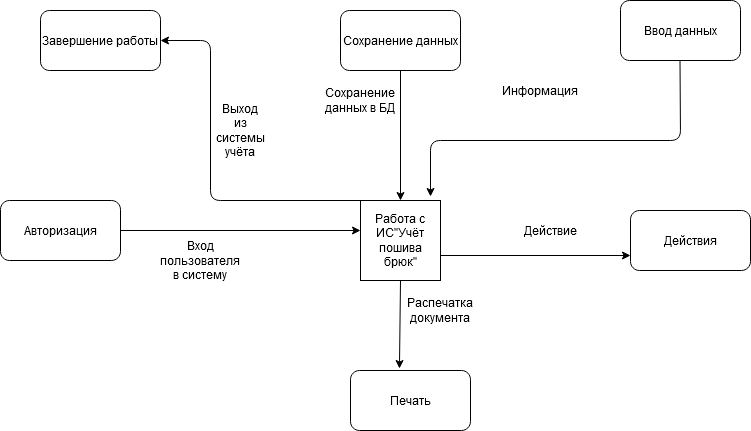 Завершение работы
Сохранение данных
Ввод данных
Сохранение
данных в БД
Информация
Выход
из
системы
учёта
Авторизация
Вход
пользователя
в систему
Работа с
ИС"Учёт
пошива
брюк"
Действие
Действия
Распечатка
документа
Печать